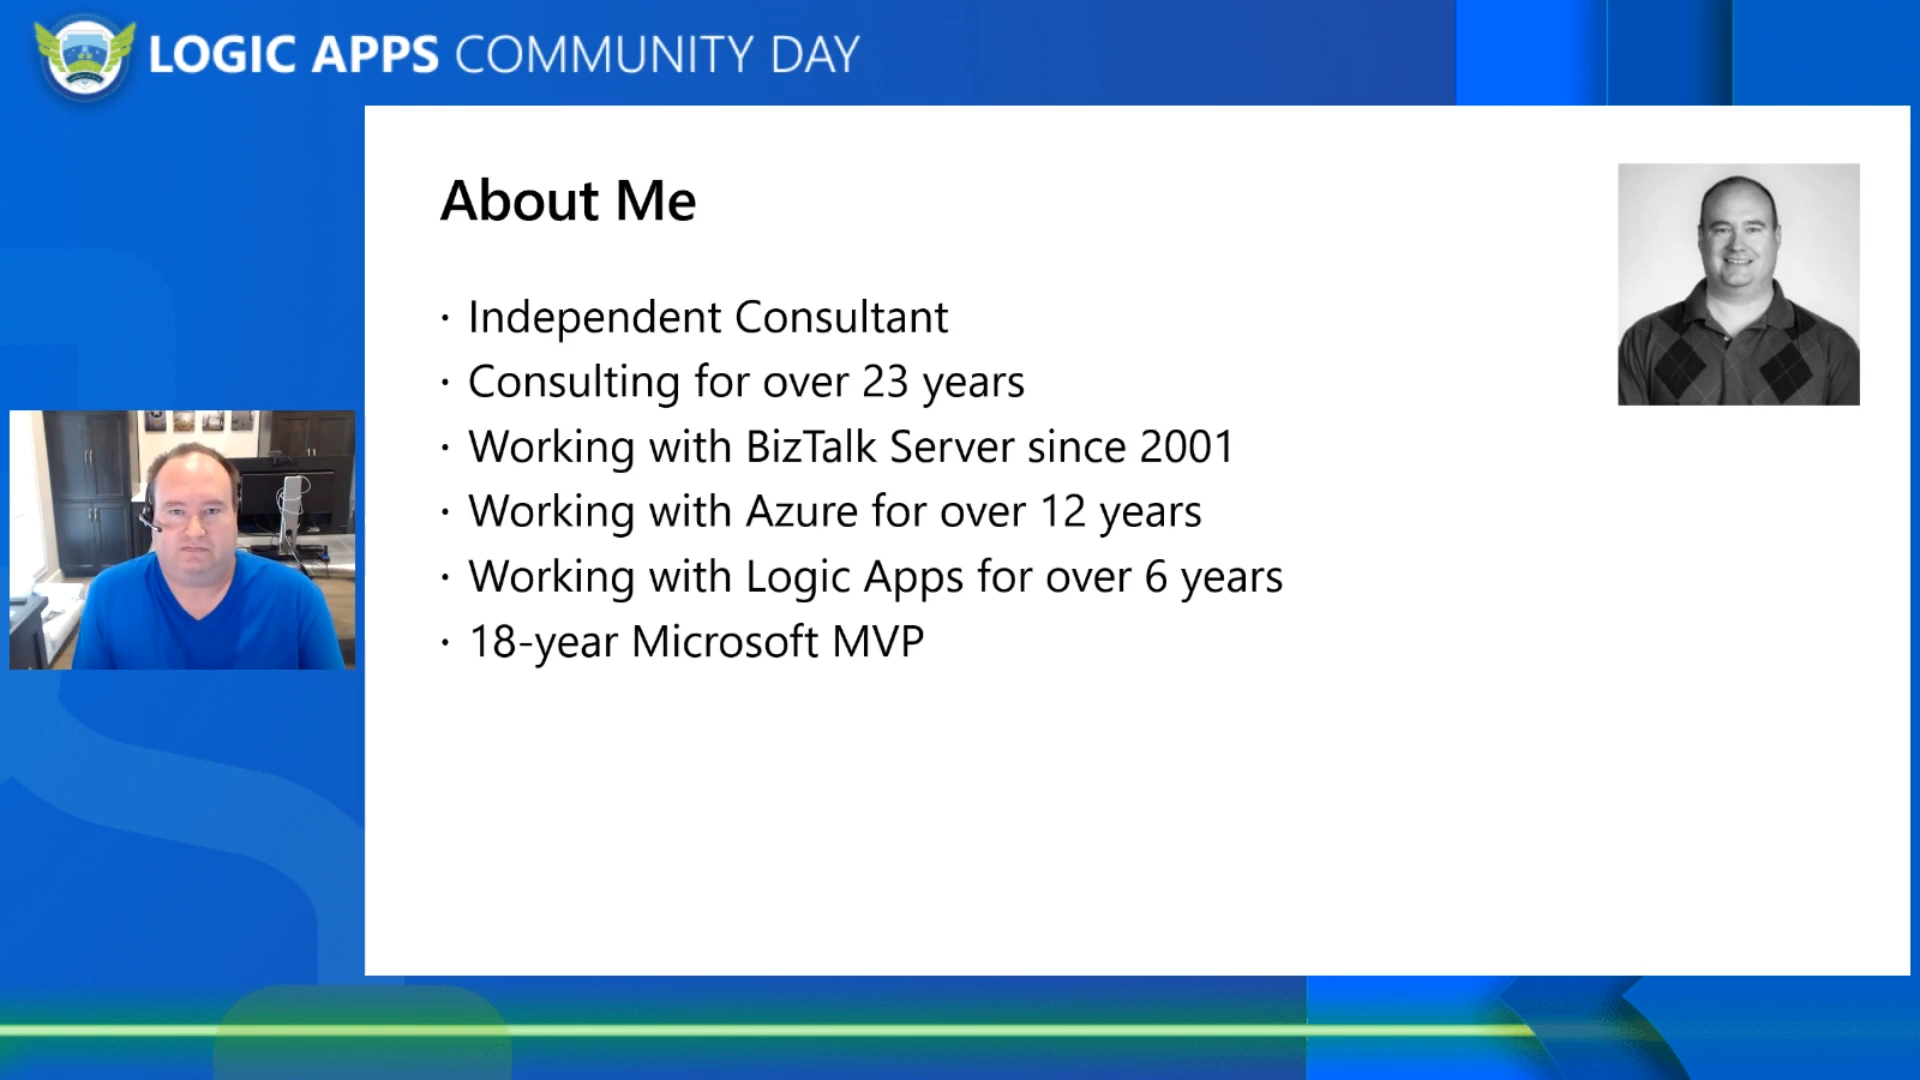 LOGIC APPS COMMUNITY DAY
About Me
· Independent Consultant
· Consulting for over 23 years
· Working with BizTalk Server since 2001
· Working with Azure for over 12 years
· Working with Logic Apps for over 6 years
· 18-year Microsoft MVP